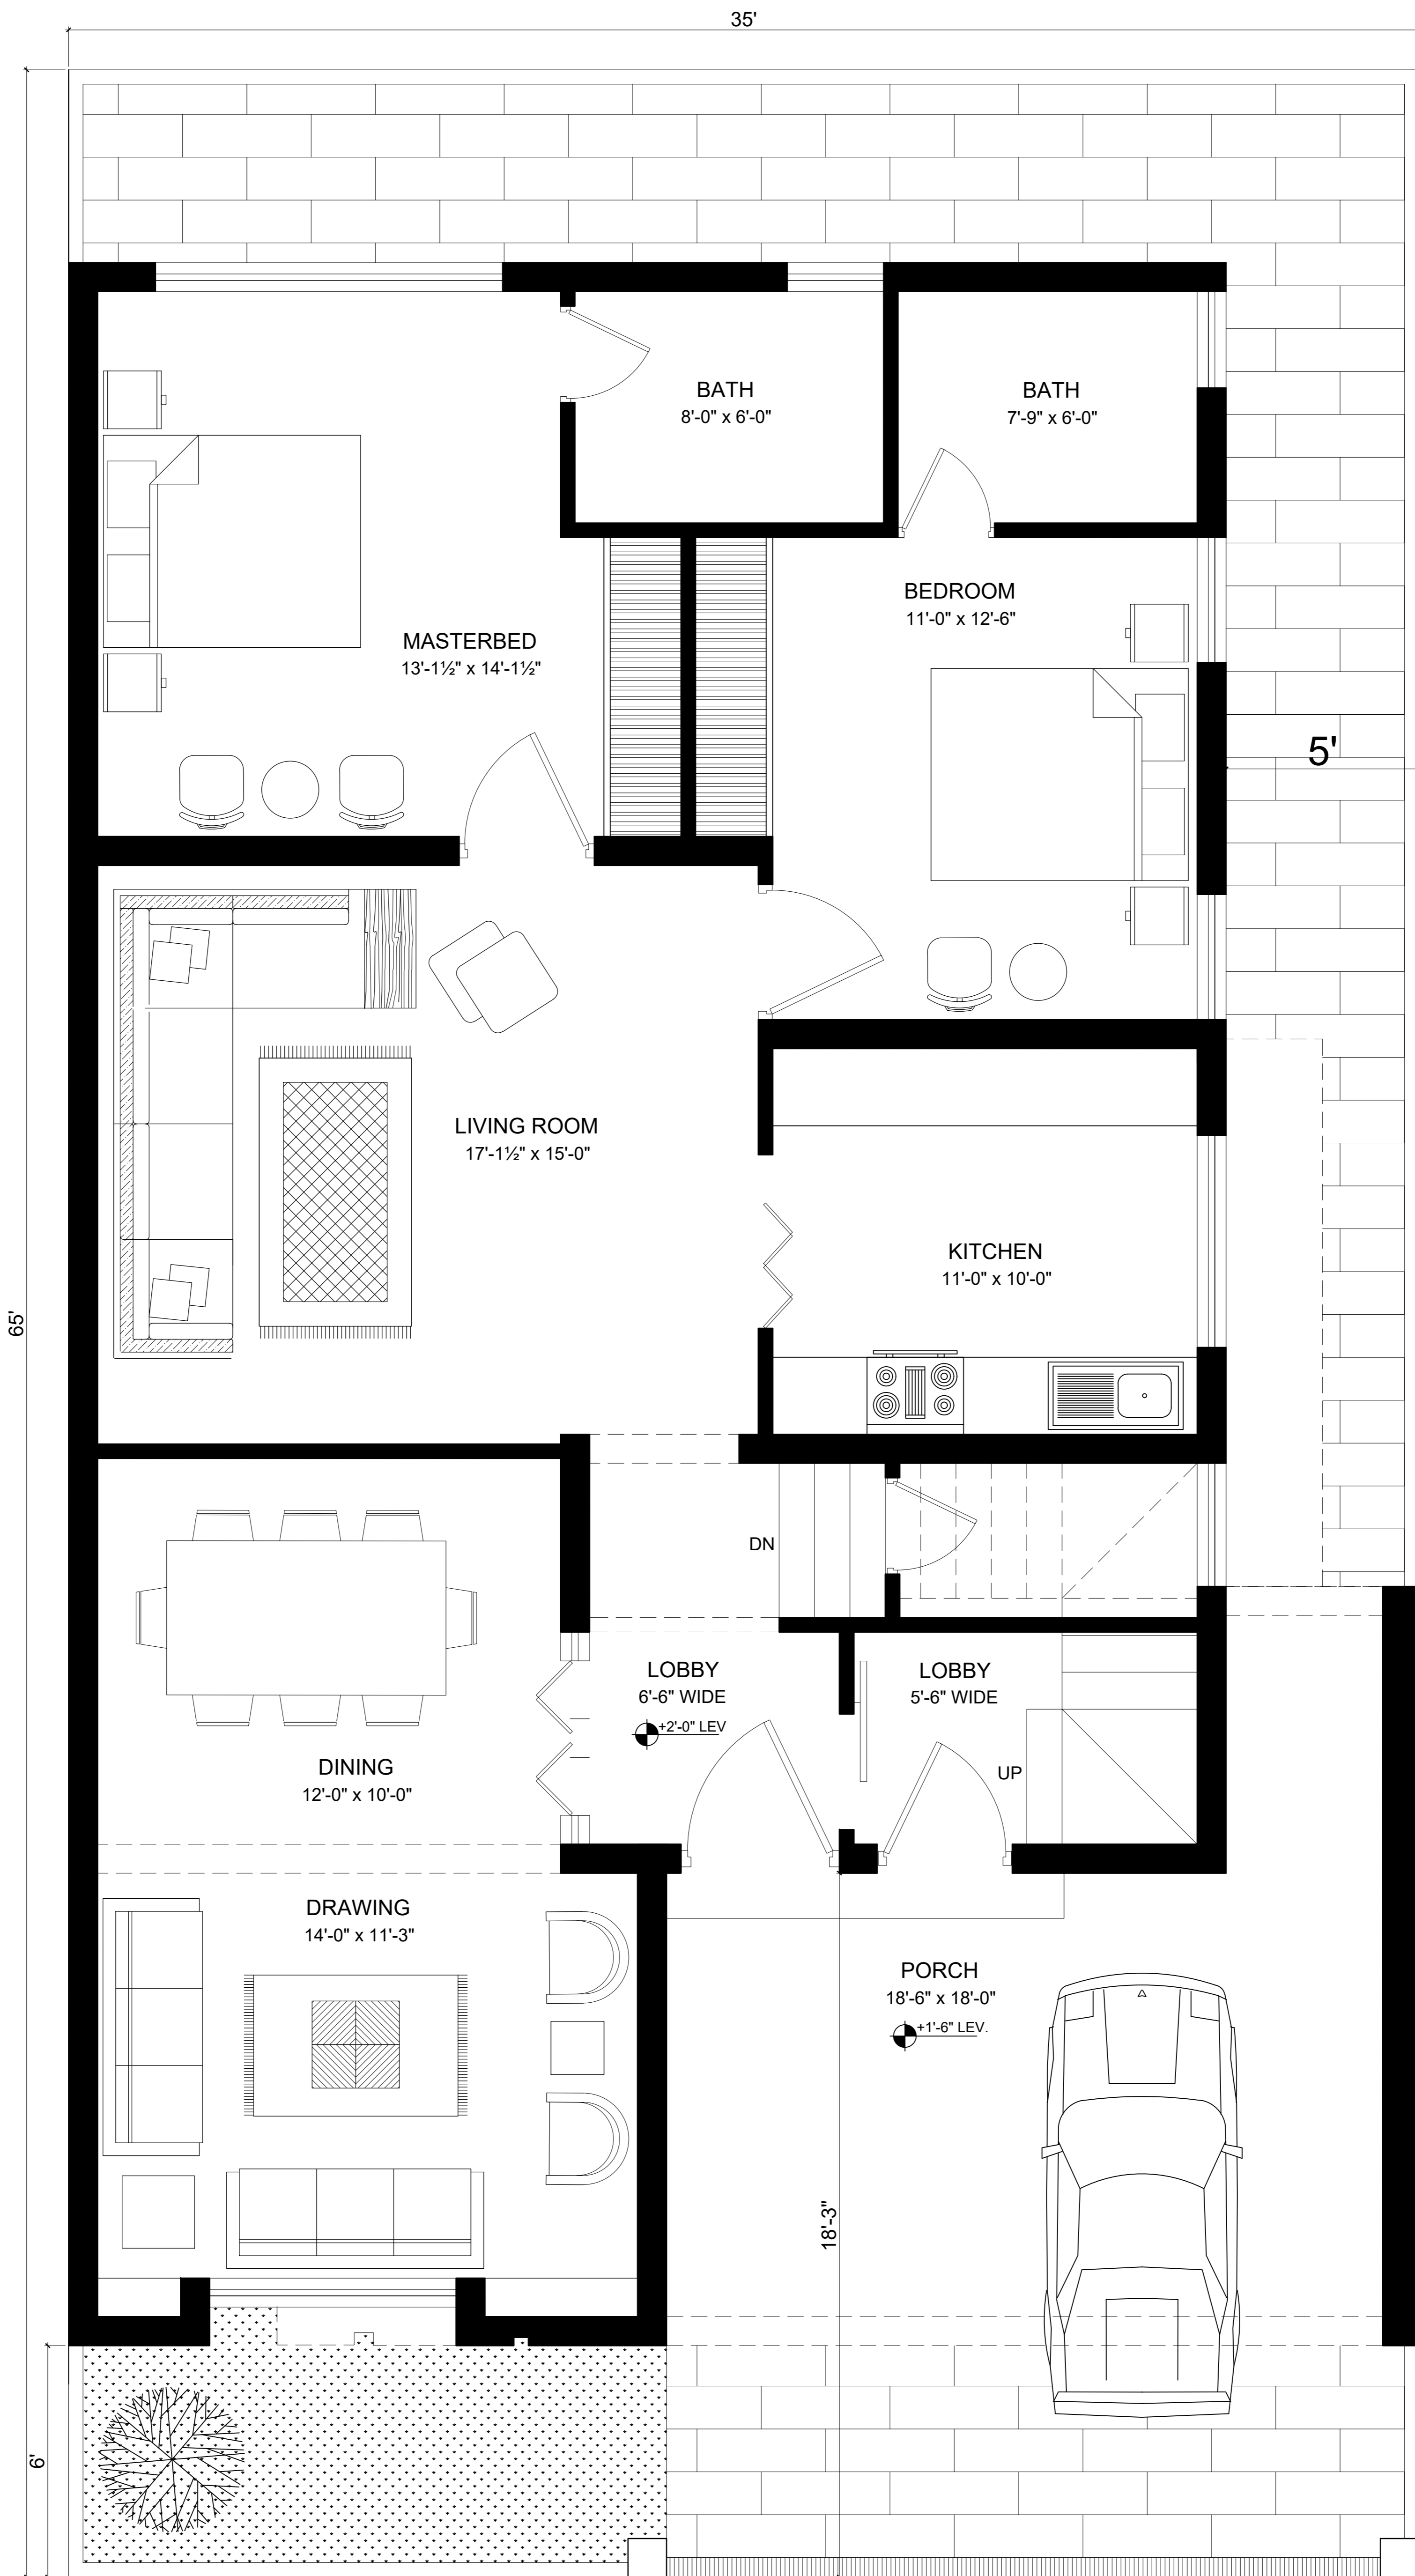 35'
BATH
8'-0" x 6'-0"
BATH
7'-9" x 6'-0"
BEDROOM
11'-0" x 12'-6"
MASTERBED
13'-1½" x 14'-1½"
5'
LIVING ROOM
17'-1½" x 15'-0"
KITCHEN
11'-0" x 10'-0"
65'
DN
LOBBY
6'-6" WIDE
+2'-0" LEV
LOBBY
5'-6" WIDE
UP
DINING
12'-0" x 10'-0"
DRAWING
14'-0" x 11'-3"
PORCH
18'-6" x 18'-0"
+1'-6" LEV.
18'-3"
6'